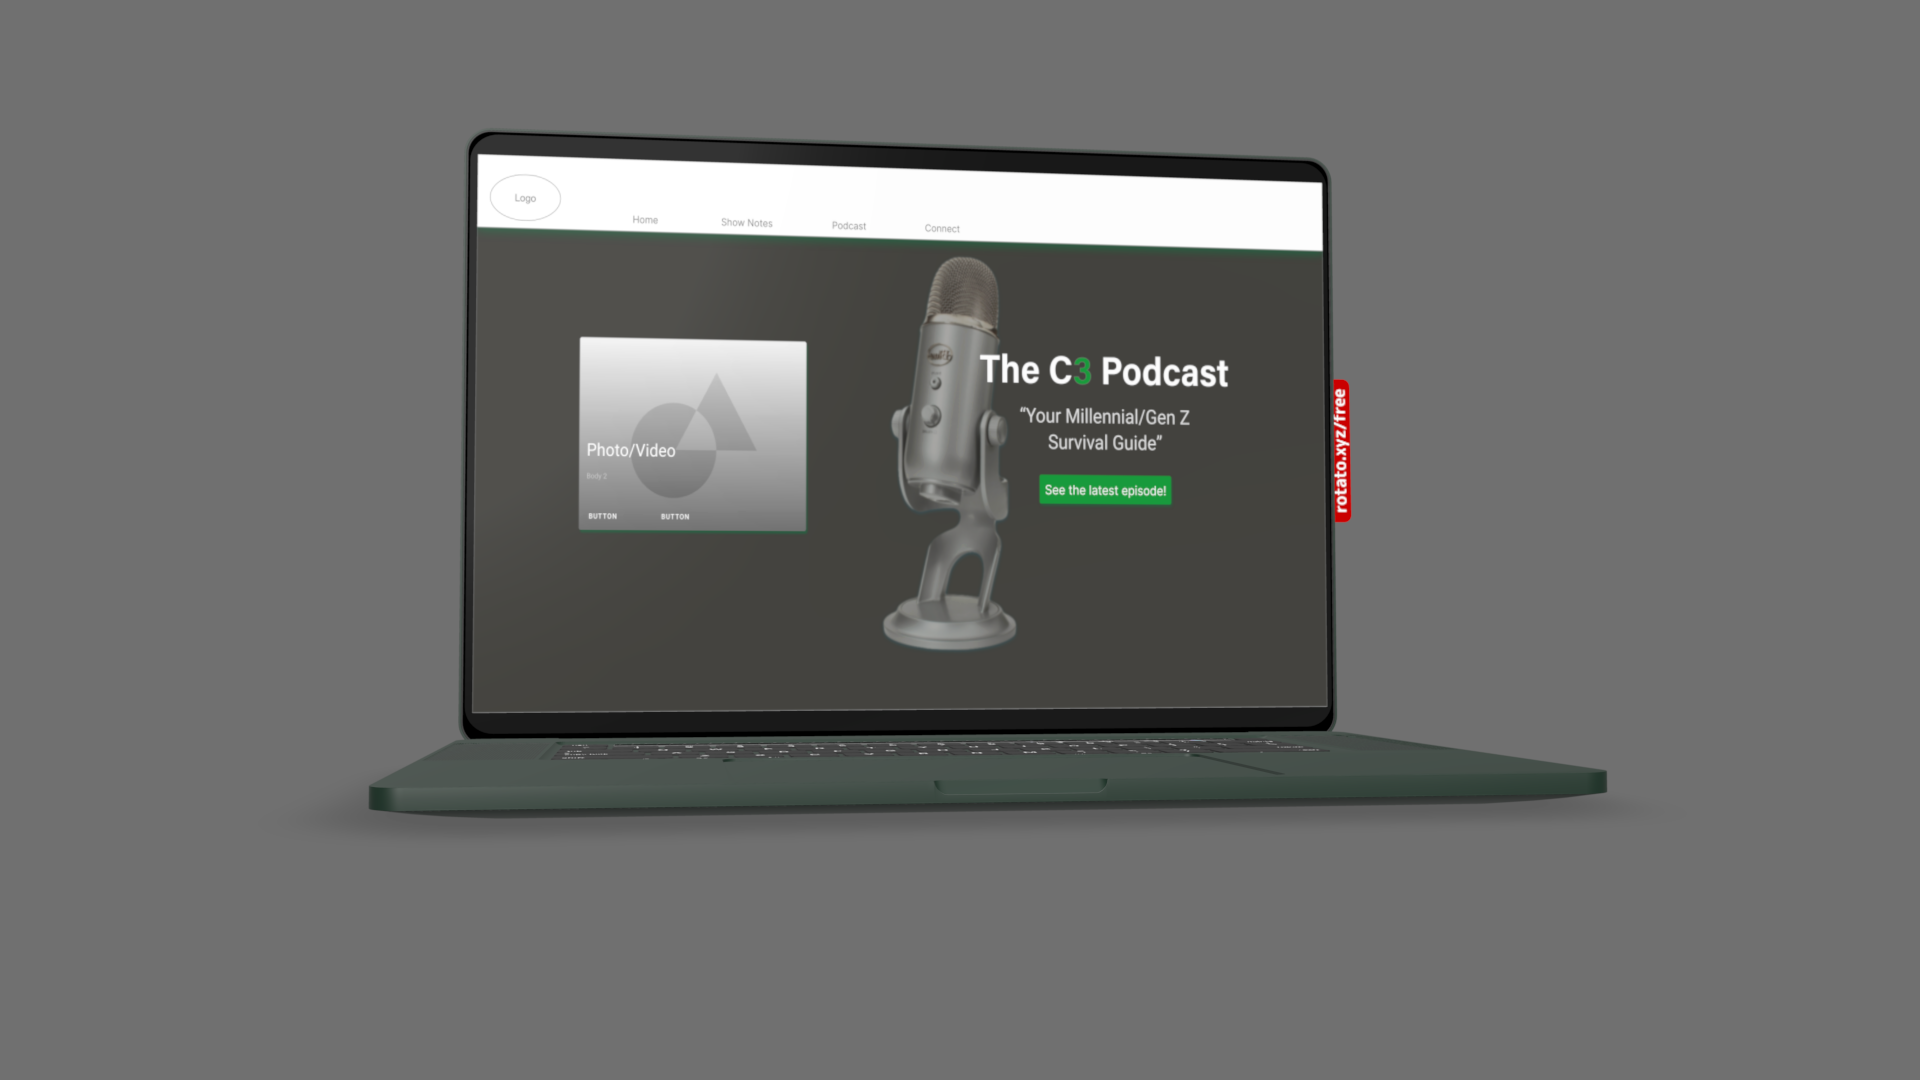 Logo
Home
Show Notes
Podcast
Connect
The C3 Podcast
“Your Millennial/Gen Z
Survival Guide”
See the latest episode!
Photo/Video
Body 2
BUTTON
BUTTON
rotato.xyz/free